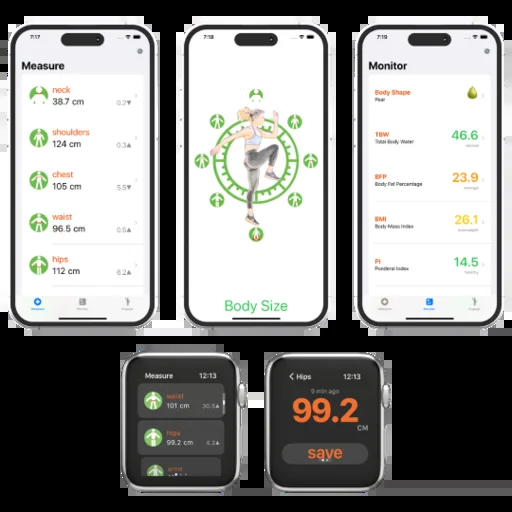 7:17
Measure
neck
38.7 cm
0.2▼
shoulders
124 cm
0.3▲
chest
105 cm
5.5▼
waist
96.5 cm
0.5▲
hips
112 cm
6.2▲
7:18
Body Size
7:19
Monitor
Body Shape
Pear
TBW
Total Body Water
46.6
BFP
Body Fat Percentage
23.9
average
BMI
Body Mass Index
26.1
PI
Ponderal Index
14.5
healthy
Measure 12:13
waist
101 cm
30.5▲
hips
99.2 cm
6.2▲
arms
Hips 12:13
9 min ago
99.2
CM
save